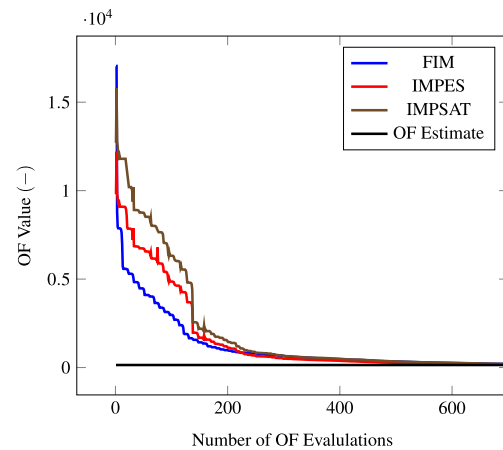 ·10⁴
FIM
IMPES
IMPSAT
OF Estimate
1.5
1
0.5
0
OF Value (−)
0
200
400
600
Number of OF Evalulations